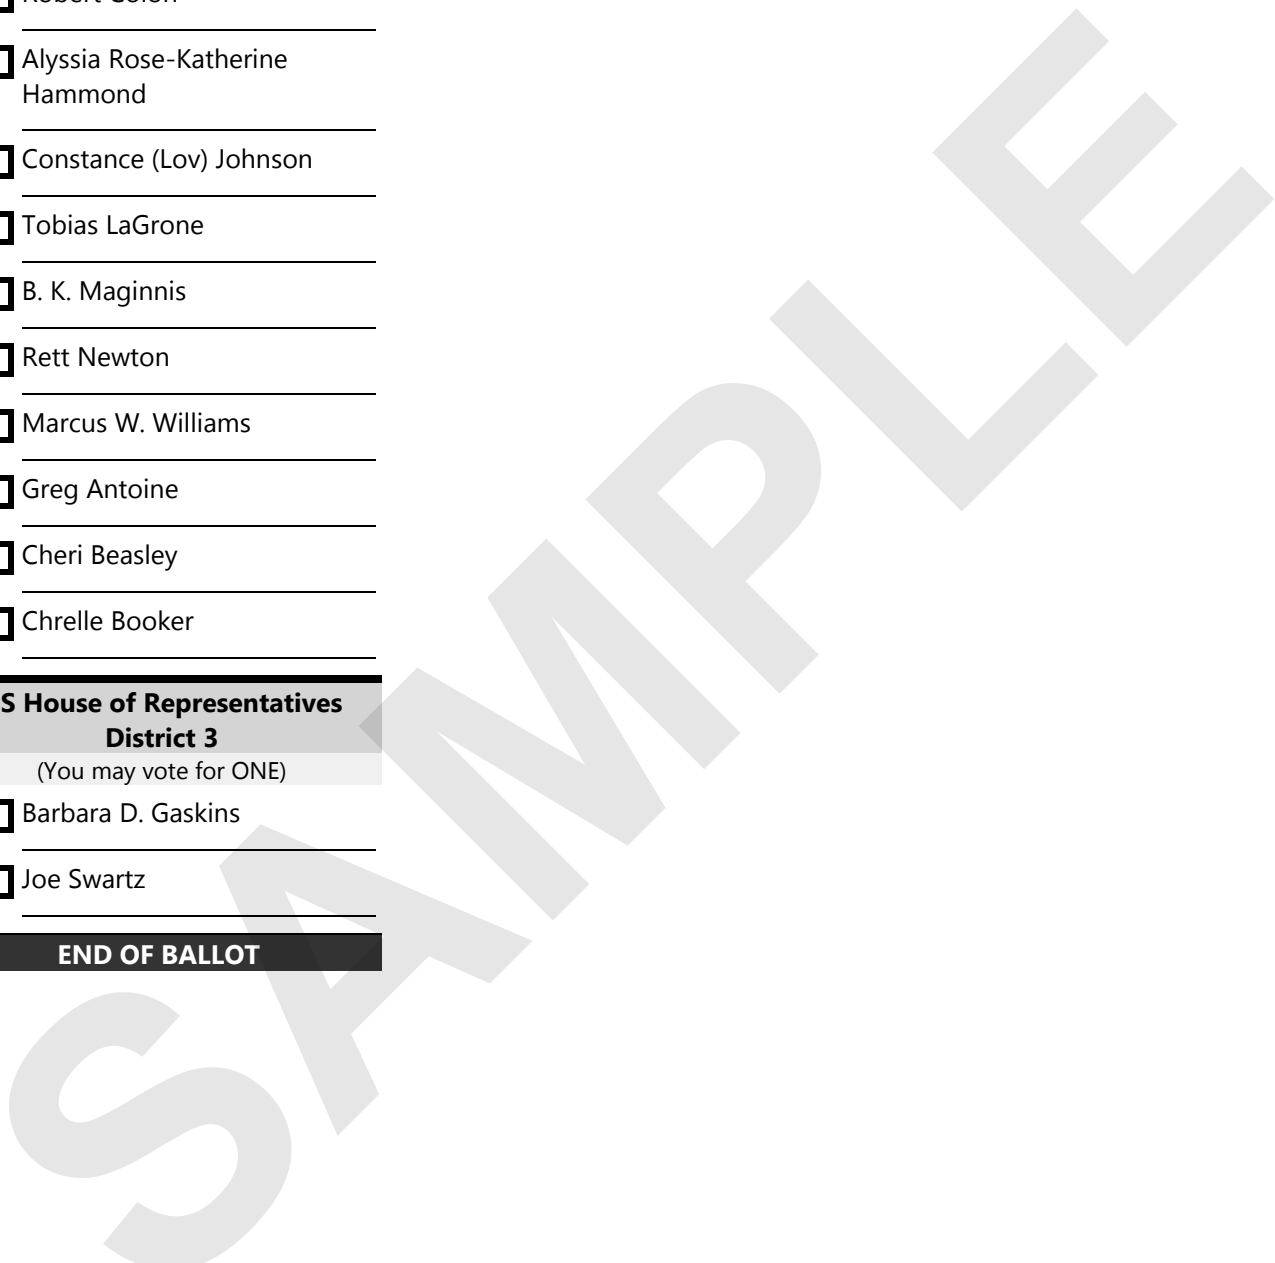 Robert Colon
Alyssia Rose-Katherine
Hammond
Constance (Lov) Johnson
Tobias LaGrone
B. K. Maginnis
Rett Newton
Marcus W. Williams
Greg Antoine
Cheri Beasley
Chrelle Booker
S House of Representatives
District 3
(You may vote for ONE)
Barbara D. Gaskins
Joe Swartz
END OF BALLOT
SAMPLE